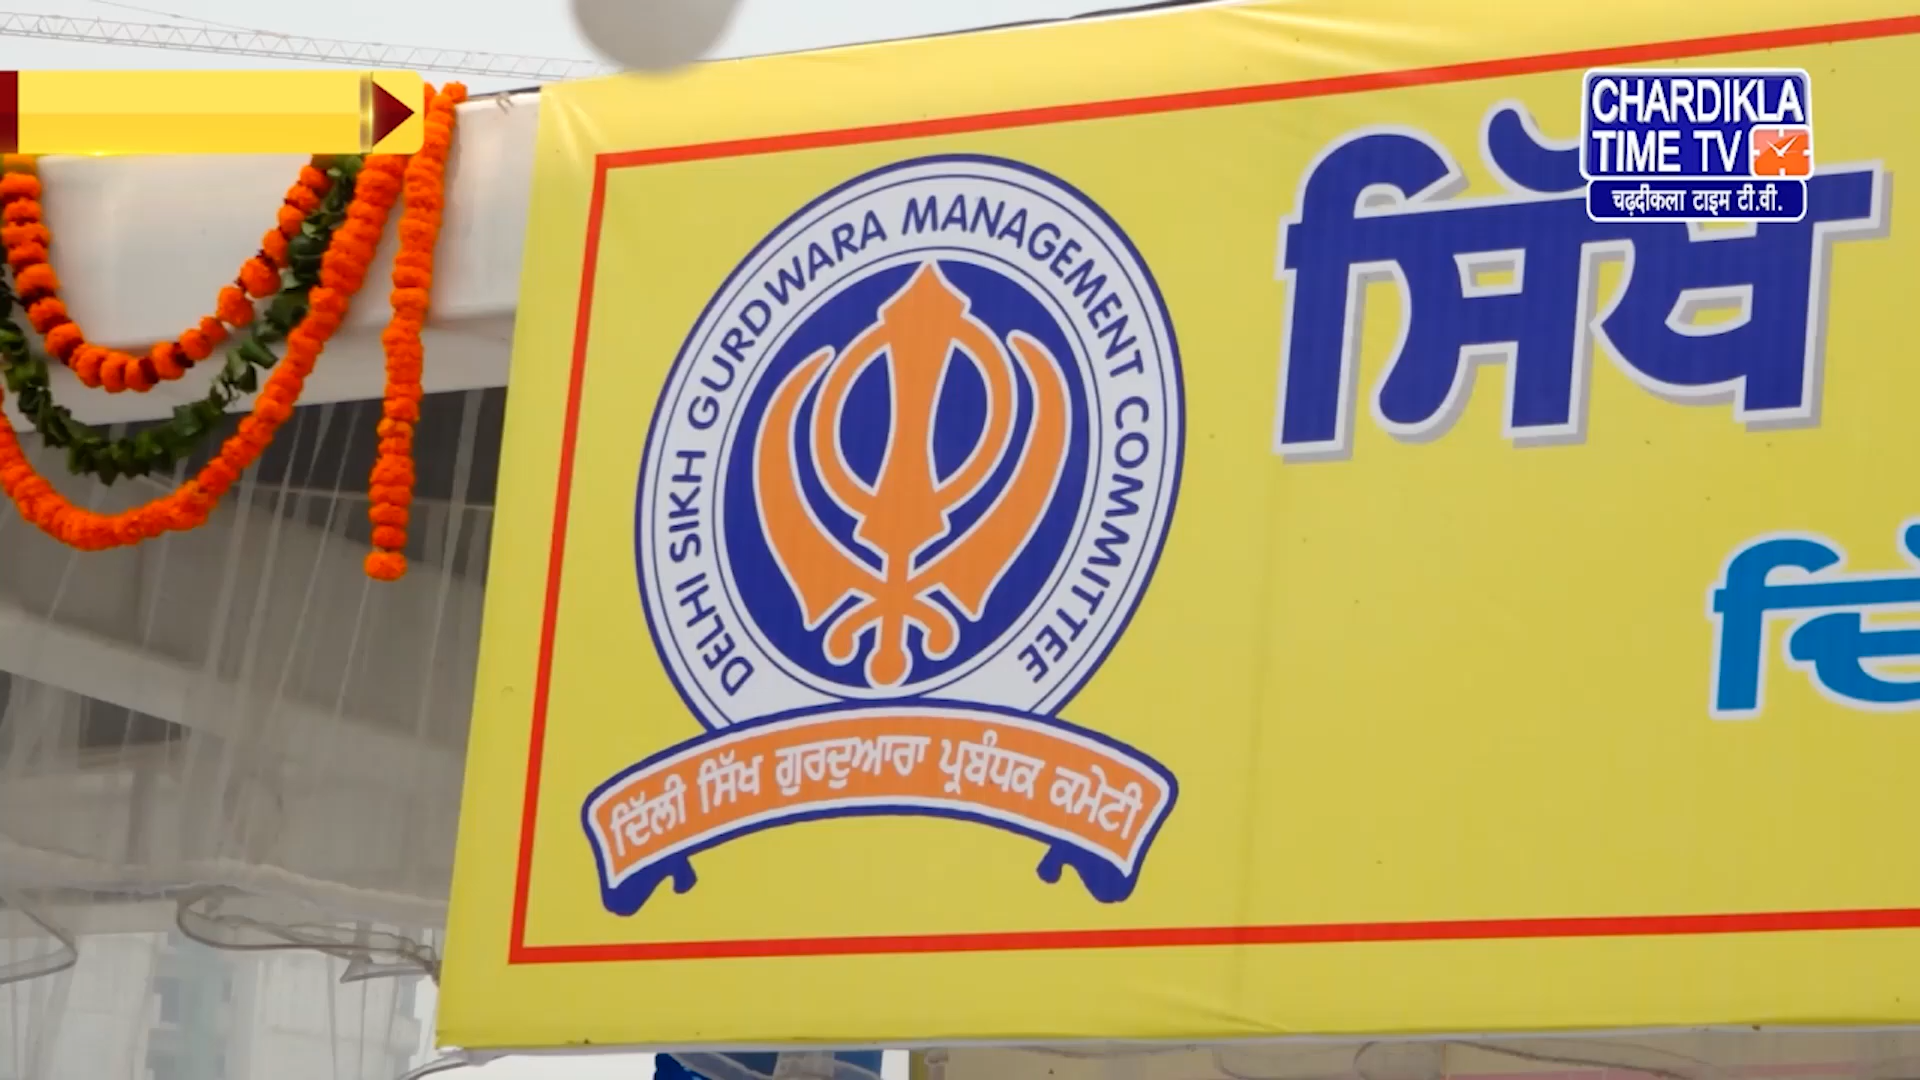 CHARDIKLA
TIME TV
चढ़दीकला टाइम टी.वी.
ਸਿੱਖ
DELHI SIKH GURDWARA MANAGEMENT COMMITTEE
ਦਿੱਲੀ ਸਿੱਖ ਗੁਰਦੁਆਰਾ ਪ੍ਰਬੰਧਕ ਕਮੇਟੀ